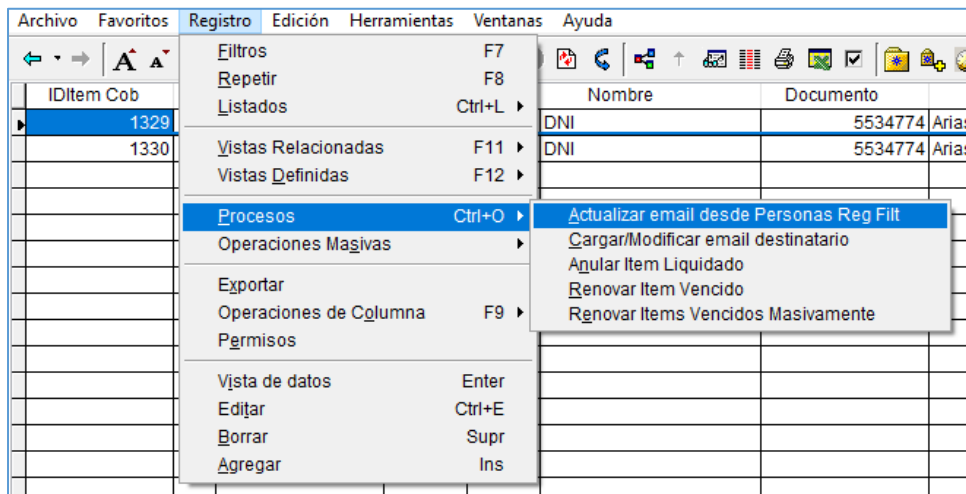 Archivo Favoritos Registro Edición Herramientas Ventanas Ayuda
Filtros F7
Repetir F8
Listados Ctrl+L
Vistas Relacionadas F11
Vistas Definidas F12
Procesos Ctrl+O
Operaciones Masivas
Exportar
Operaciones de Columna F9
Permisos
Vista de datos Enter
Editar Ctrl+E
Borrar Supr
Agregar Ins
Actualizar email desde Personas Reg Filt
Cargar/Modificar email destinatario
Anular Item Liquidado
Renovar Item Vencido
Renovar Items Vencidos Masivamente
IDItem Cob Nombre Documento
1329 DNI 5534774 Arias
1330 DNI 5534774 Arias